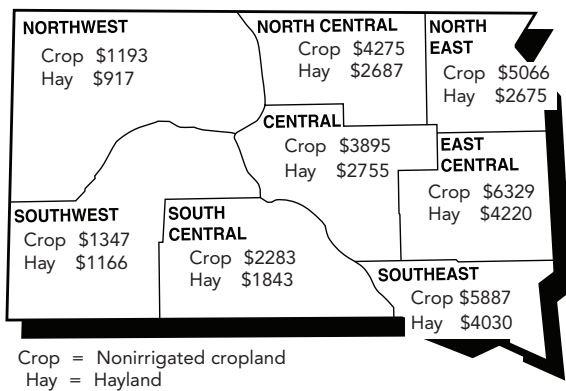 NORTHWEST
Crop $1193
Hay $917
NORTH CENTRAL
Crop $4275
Hay $2687
NORTH
EAST
Crop $5066
Hay $2675
CENTRAL
Crop $3895
Hay $2755
EAST
CENTRAL
Crop $6329
Hay $4220
SOUTHWEST
Crop $1347
Hay $1166
SOUTH
CENTRAL
Crop $2283
Hay $1843
SOUTHEAST
Crop $5887
Hay $4030
Crop = Nonirrigated cropland
Hay = Hayland